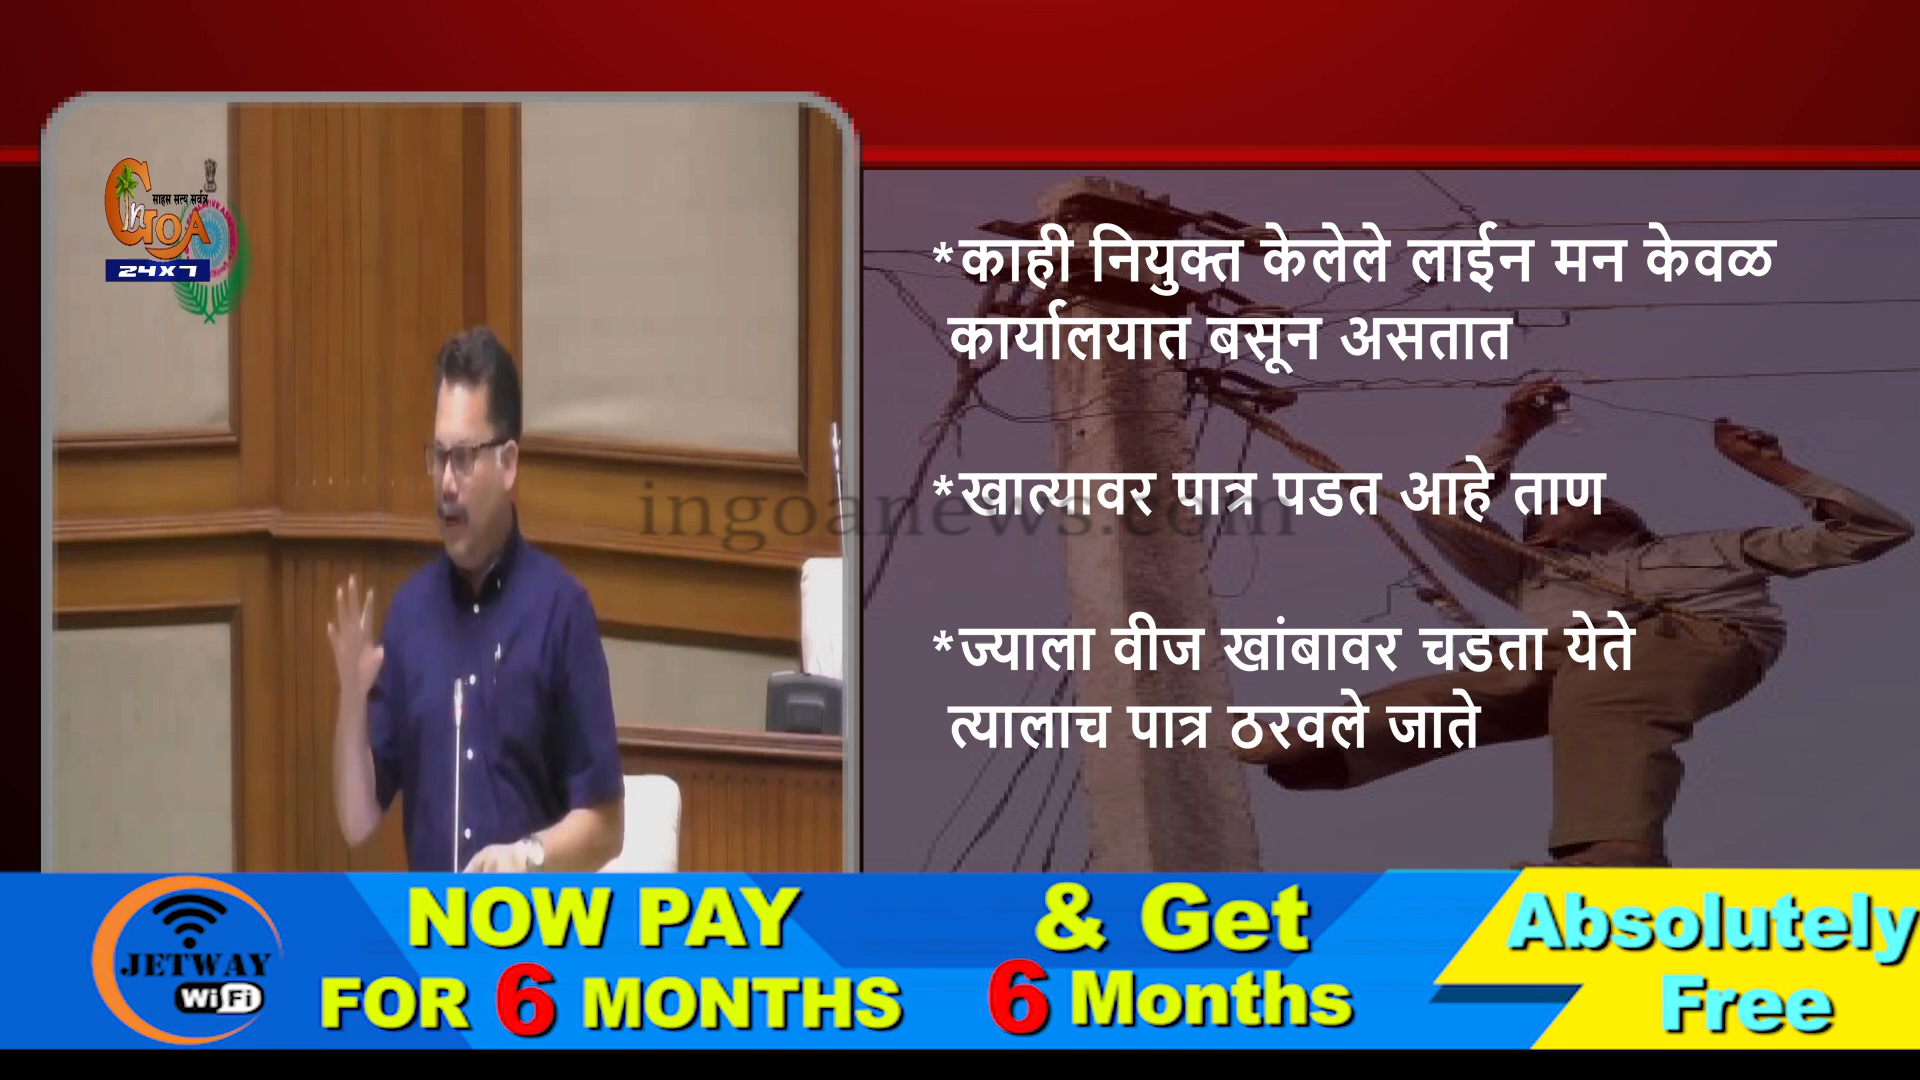 साहस सत्य सर्वत्र
In GOA
24x7
*काही नियुक्त केलेले लाईन मन केवळ
कार्यालयात बसून असतात
*खात्यावर पात्र पडत आहे ताण
*ज्याला वीज खांबावर चडता येते
त्यालाच पात्र ठरवले जाते
ingoanews.com
JETWAY
WiFi
NOW PAY
FOR 6 MONTHS
& Get
6 Months
Absolutely
Free